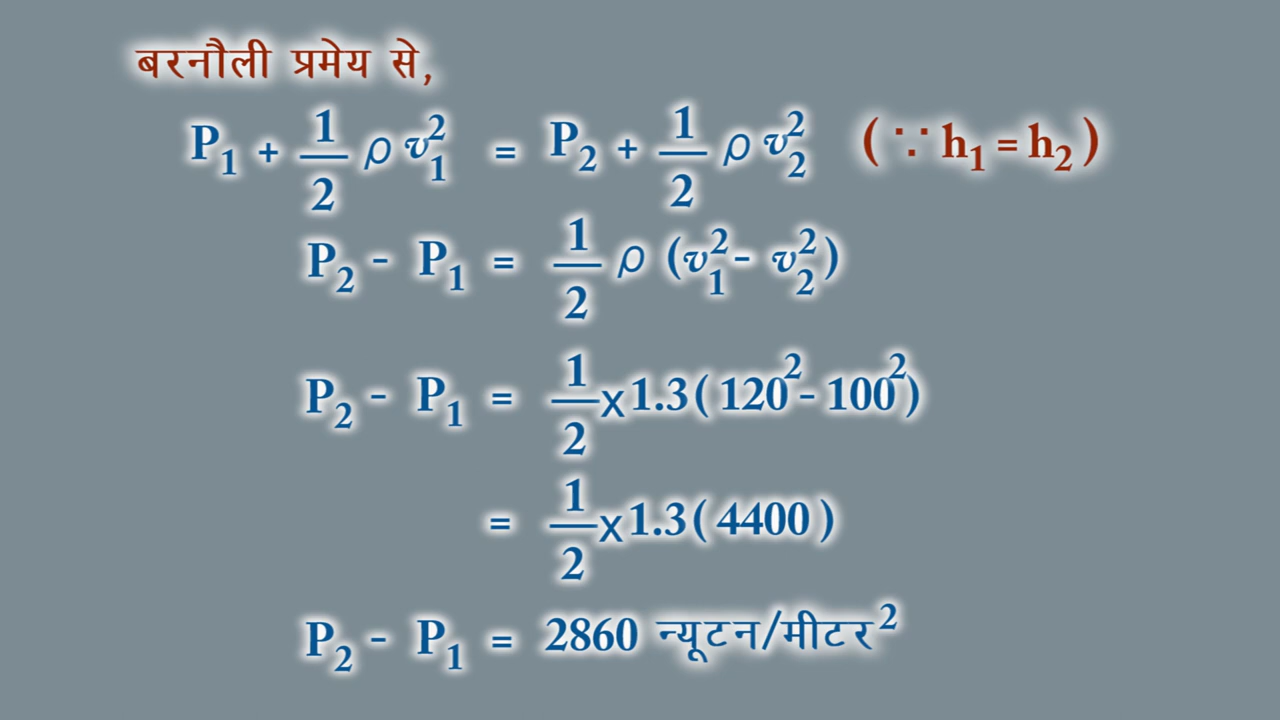 बरनौली प्रमेय से,
P₁ + 1/2 ρ v₁² = P₂ + 1/2 ρ v₂² (∵ h₁ = h₂)
P₂ - P₁ = 1/2 ρ (v₁² - v₂²)
P₂ - P₁ = 1/2 x 1.3 ( 120² - 100² )
= 1/2 x 1.3 ( 4400 )
P₂ - P₁ = 2860 न्यूटन/मीटर²